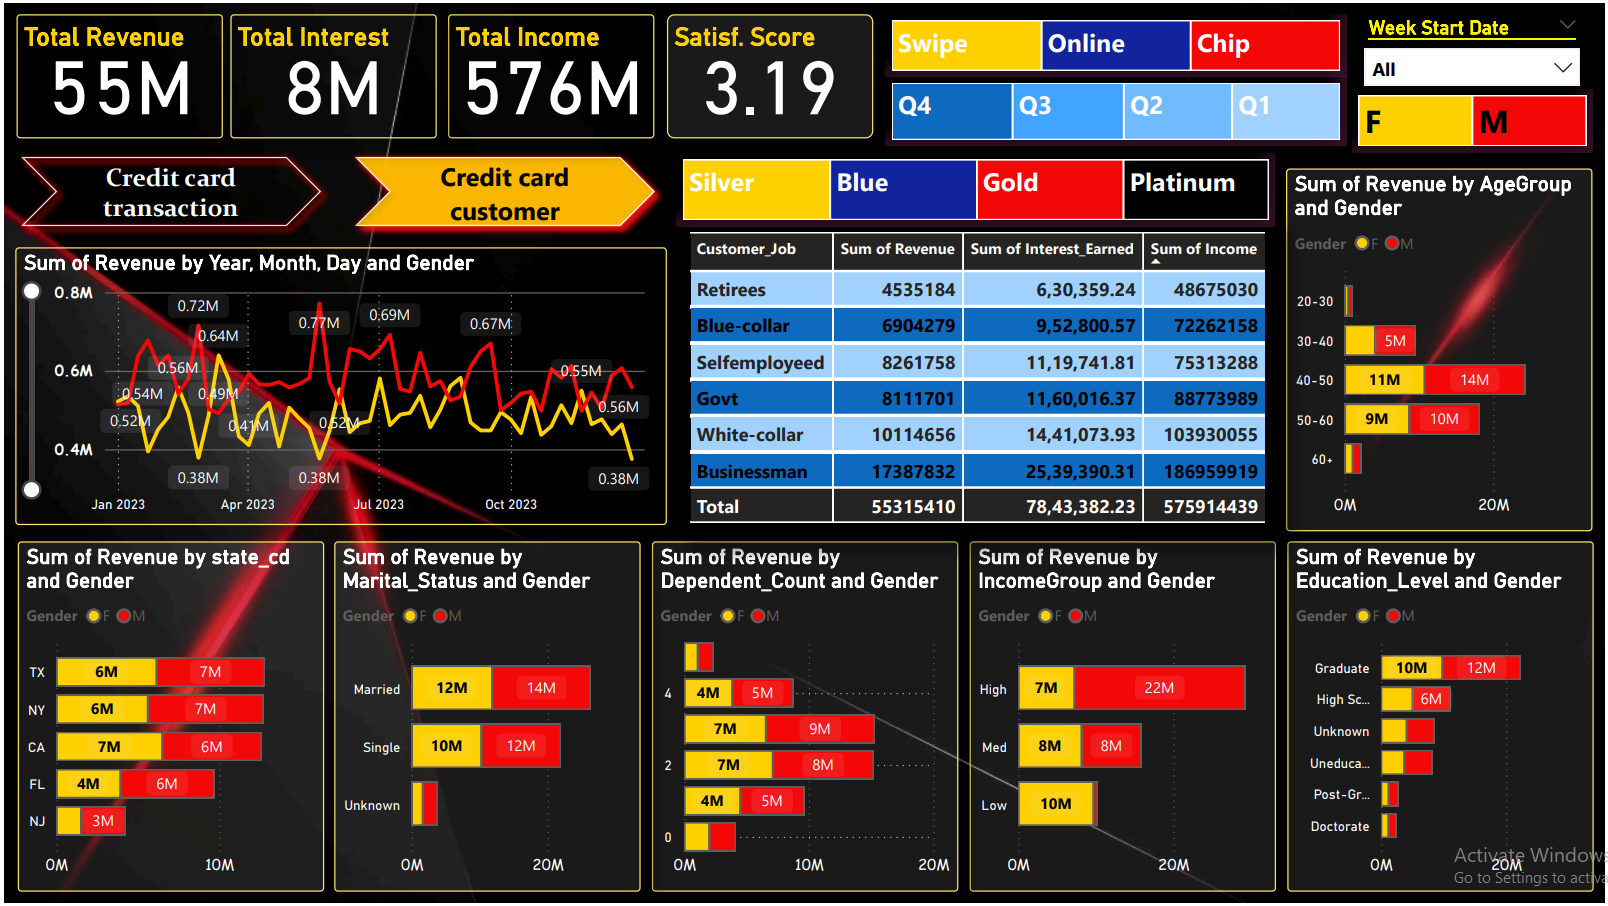 Total Revenue
55M
Total Interest
8M
Total Income
576M
Satisf. Score
3.19
Swipe
Online
Chip
Q4
Q3
Q2
Q1
Week Start Date
All
F
M
Credit card
transaction
Credit card
customer
Silver
Blue
Gold
Platinum
Sum of Revenue by Year, Month, Day and Gender
0.8M
0.6M
0.4M
0.72M
0.64M
0.77M
0.69M
0.67M
0.56M
0.55M
0.54M
0.49M
0.56M
0.52M
0.41M
0.52M
0.38M
0.38M
0.38M
Jan 2023
Apr 2023
Jul 2023
Oct 2023
Customer_Job Sum of Revenue Sum of Interest_Earned Sum of Income
Retirees 4535184 6,30,359.24 48675030
Blue-collar 6904279 9,52,800.57 72262158
Selfemployeed 8261758 11,19,741.81 75313288
Govt 8111701 11,60,016.37 88773989
White-collar 10114656 14,41,073.93 103930055
Businessman 17387832 25,39,390.31 186959919
Total 55315410 78,43,382.23 575914439
Sum of Revenue by AgeGroup
and Gender
Gender F M
20-30
30-40 5M
40-50 11M 14M
50-60 9M 10M
60+
0M 20M
Sum of Revenue by state_cd
and Gender
Gender F M
TX 6M 7M
NY 6M 7M
CA 7M 6M
FL 4M 6M
NJ 3M
0M 10M
Sum of Revenue by
Marital_Status and Gender
Gender F M
Married 12M 14M
Single 10M 12M
Unknown
0M 20M
Sum of Revenue by
Dependent_Count and Gender
Gender F M
4 4M 5M
7M 9M
2 7M 8M
4M 5M
0
0M 10M 20M
Sum of Revenue by
IncomeGroup and Gender
Gender F M
High 7M 22M
Med 8M 8M
Low 10M
0M 20M
Sum of Revenue by
Education_Level and Gender
Gender F M
Graduate 10M 12M
High Sc... 6M
Unknown
Uneduca...
Post-Gr...
Doctorate
0M 20M
Activate Windows
Go to Settings to activa